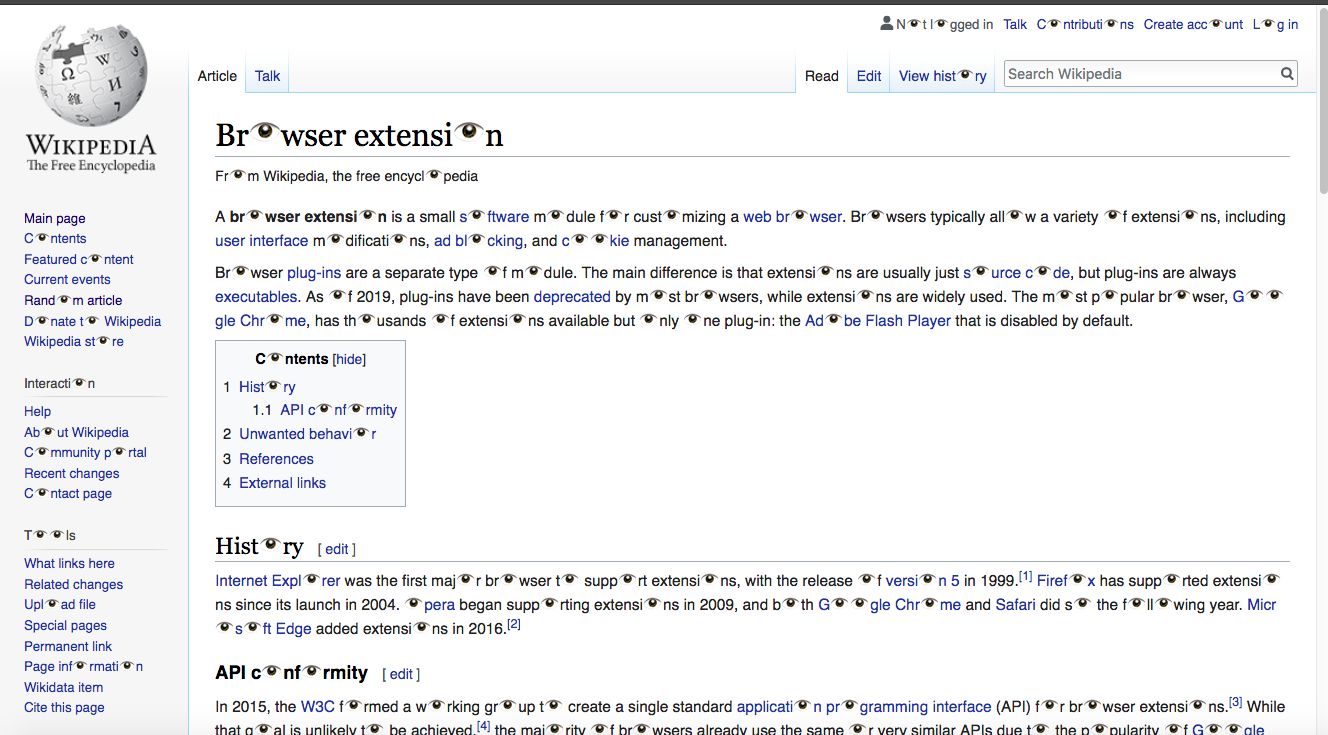 N👁t l👁gged in Talk C👁ntributi👁ns Create acc👁unt L👁g in
Article Talk Read Edit View hist👁ry Search Wikipedia
WIKIPEDIA
The Free Encyclopedia
Main page
C👁ntents
Featured c👁ntent
Current events
Rand👁m article
D👁nate t👁 Wikipedia
Wikipedia st👁re
Interacti👁n
Help
Ab👁ut Wikipedia
C👁mmunity p👁rtal
Recent changes
C👁ntact page
T👁👁ls
What links here
Related changes
Upl👁ad file
Special pages
Permanent link
Page inf👁rmati👁n
Wikidata item
Cite this page
Br👁wser extensi👁n
Fr👁m Wikipedia, the free encycl👁pedia
A br👁wser extensi👁n is a small s👁ftware m👁dule f👁r cust👁mizing a web br👁wser. Br👁wsers typically all👁w a variety 👁f extensi👁ns, including
user interface m👁dificati👁ns, ad bl👁cking, and c👁👁kie management.
Br👁wser plug-ins are a separate type 👁f m👁dule. The main difference is that extensi👁ns are usually just s👁urce c👁de, but plug-ins are always
executables. As 👁f 2019, plug-ins have been deprecated by m👁st br👁wsers, while extensi👁ns are widely used. The m👁st p👁pular br👁wser, G👁👁
gle Chr👁me, has th👁usands 👁f extensi👁ns available but 👁nly 👁ne plug-in: the Ad👁be Flash Player that is disabled by default.
C👁ntents [hide]
1 Hist👁ry
1.1 API c👁nf👁rmity
2 Unwanted behavi👁r
3 References
4 External links
Hist👁ry [ edit ]
Internet Expl👁rer was the first maj👁r br👁wser t👁 supp👁rt extensi👁ns, with the release 👁f versi👁n 5 in 1999.[1] Firef👁x has supp👁rted extensi👁
ns since its launch in 2004. 👁pera began supp👁rting extensi👁ns in 2009, and b👁th G👁👁gle Chr👁me and Safari did s👁 the f👁ll👁wing year. Micr
👁s👁ft Edge added extensi👁ns in 2016.[2]
API c👁nf👁rmity [ edit ]
In 2015, the W3C f👁rmed a w👁rking gr👁up t👁 create a single standard applicati👁n pr👁gramming interface (API) f👁r br👁wser extensi👁ns.[3] While
that g👁al is unlikely t👁 be achieved,[4] the maj👁rity 👁f br👁wsers already use the same 👁r very similar APIs due t👁 the p👁pularity 👁f G👁👁gle